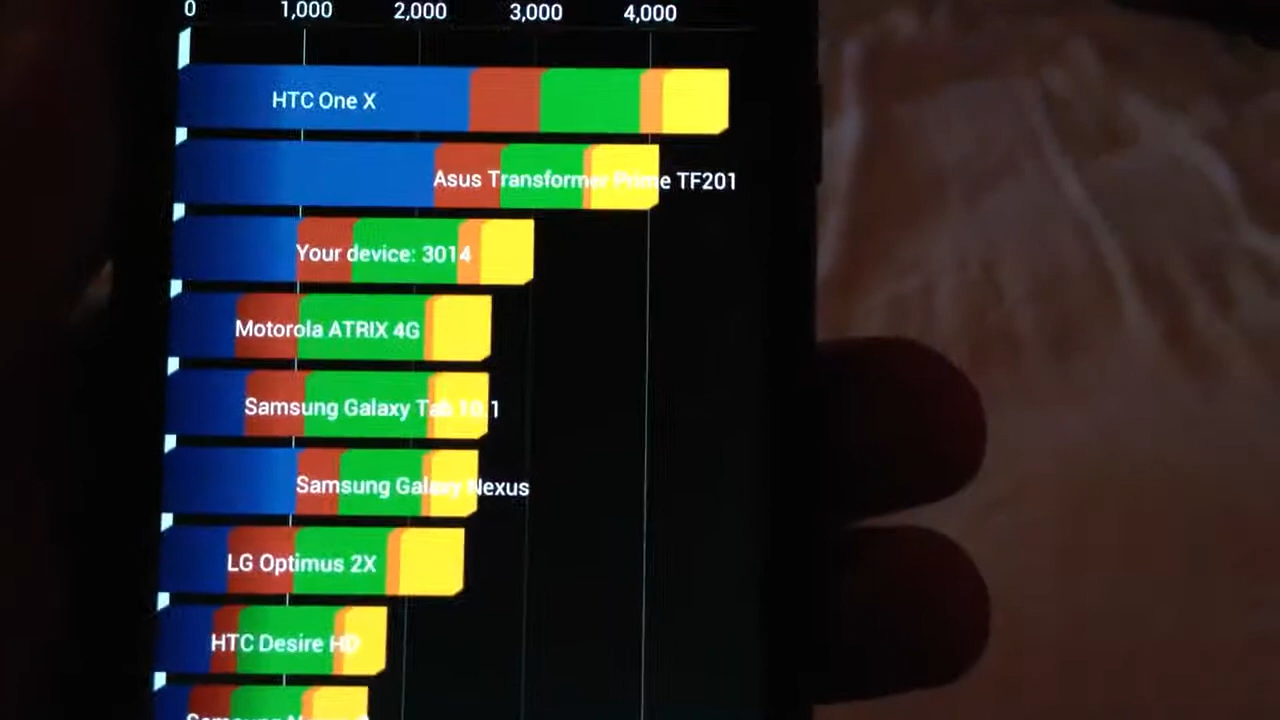 0 1,000 2,000 3,000 4,000
HTC One X
Asus Transformer Prime TF201
Your device: 3014
Motorola ATRIX 4G
Samsung Galaxy Tab 10.1
Samsung Galaxy Nexus
LG Optimus 2X
HTC Desire HD
Samsung